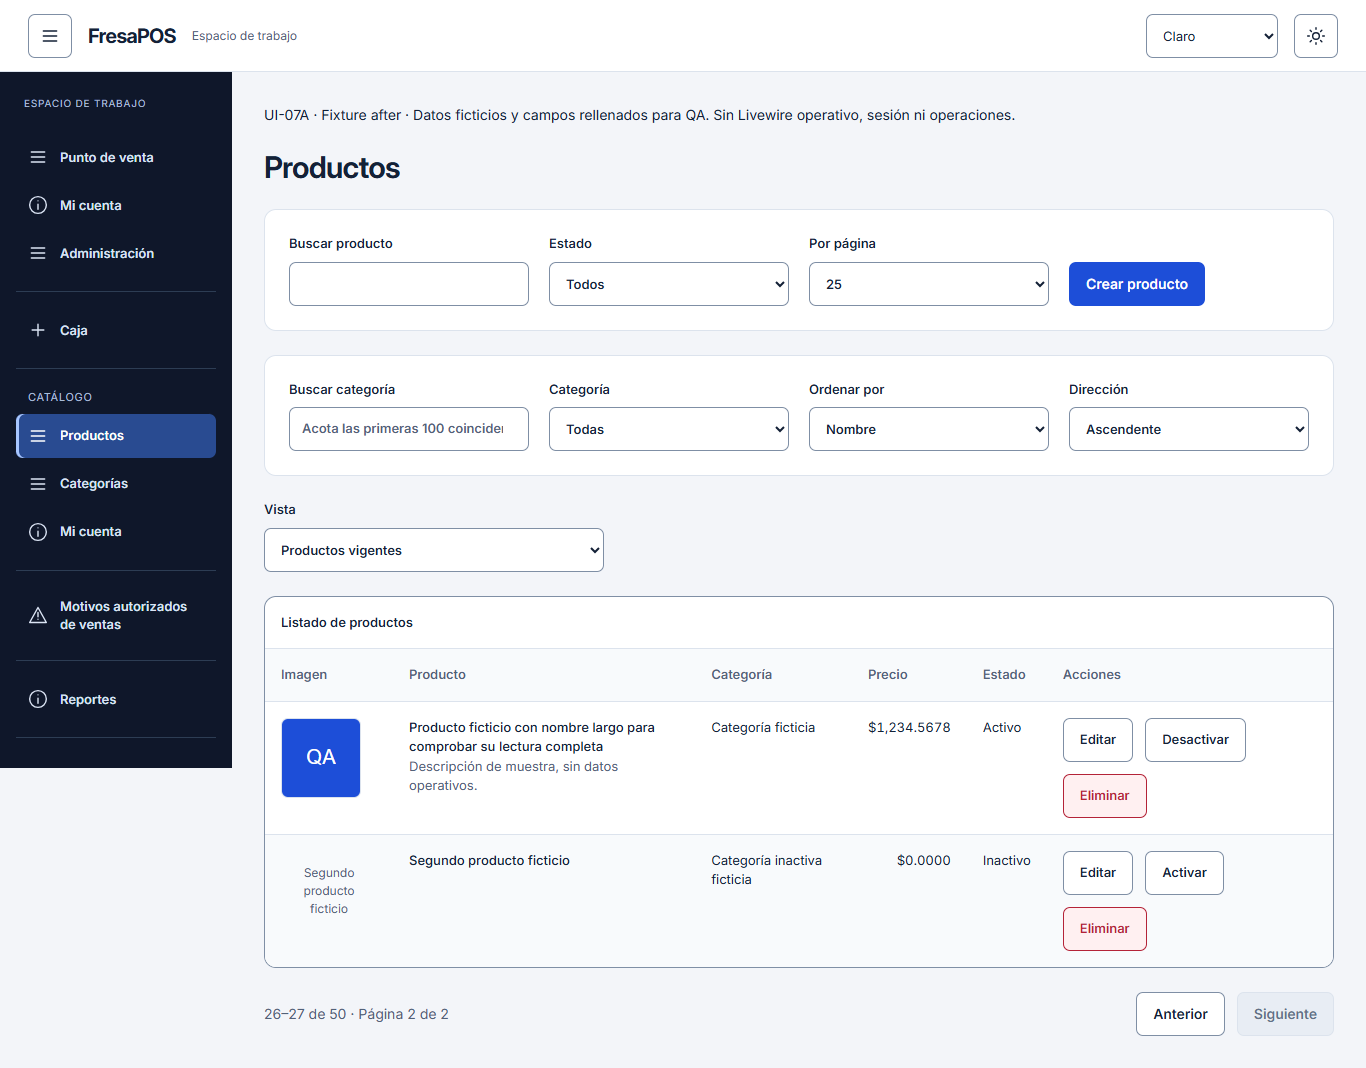 FresaPOS
Espacio de trabajo
Claro
ESPACIO DE TRABAJO
Punto de venta
Mi cuenta
Administración
Caja
CATÁLOGO
Productos
Categorías
Mi cuenta
Motivos autorizados
de ventas
Reportes
UI-07A · Fixture after · Datos ficticios y campos rellenados para QA. Sin Livewire operativo, sesión ni operaciones.
Productos
Buscar producto
Estado
Por página
Todos
25
Crear producto
Buscar categoría
Categoría
Ordenar por
Dirección
Acota las primeras 100
Todas
Nombre
Ascendente
Vista
Productos vigentes
Listado de productos
Imagen Producto Categoría Precio Estado Acciones
QA
Producto ficticio con nombre largo para
comprobar su lectura completa
Descripción de muestra, sin datos
operativos.
Categoría ficticia
$1,234.5678
Activo
Editar
Desactivar
Eliminar
Segundo
producto
ficticio
Segundo producto ficticio
Categoría inactiva
ficticia
$0.0000
Inactivo
Editar
Activar
Eliminar
26–27 de 50 · Página 2 de 2
Anterior
Siguiente